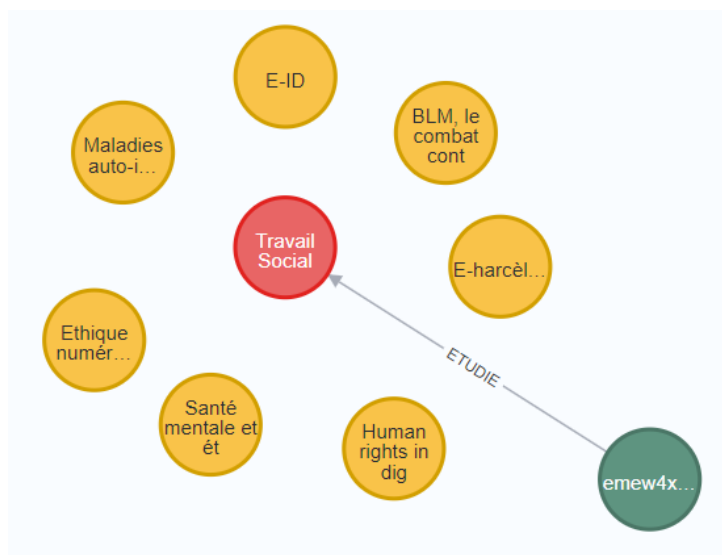 E-ID
BLM, le
combat
cont
Maladies
auto-i...
Travail
Social
E-harcèl...
Ethique
numér...
ETUDIE
Santé
mentale et
ét
Human
rights in
dig
emew4x...